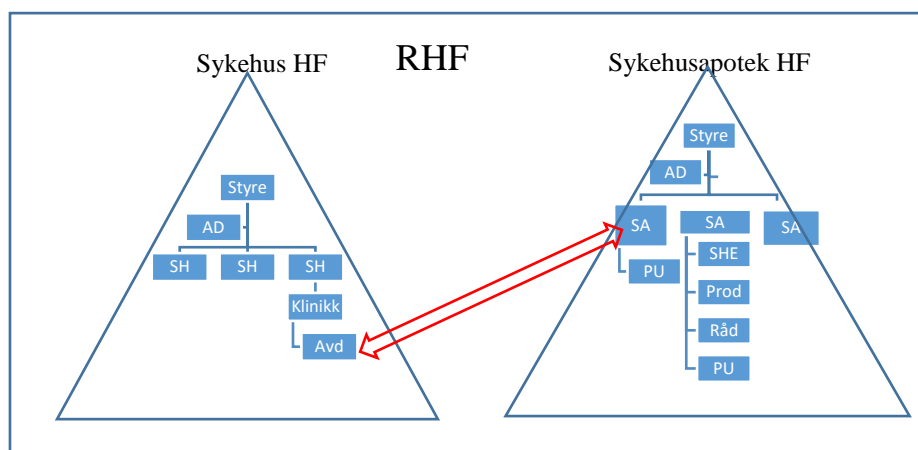 Sykehus HF
RHF
Sykehusapotek HF
Styre
AD
SH
SH
SH
Klinikk
Avd
Styre
AD
SA
PU
SA
SHE
Prod
Råd
PU
SA